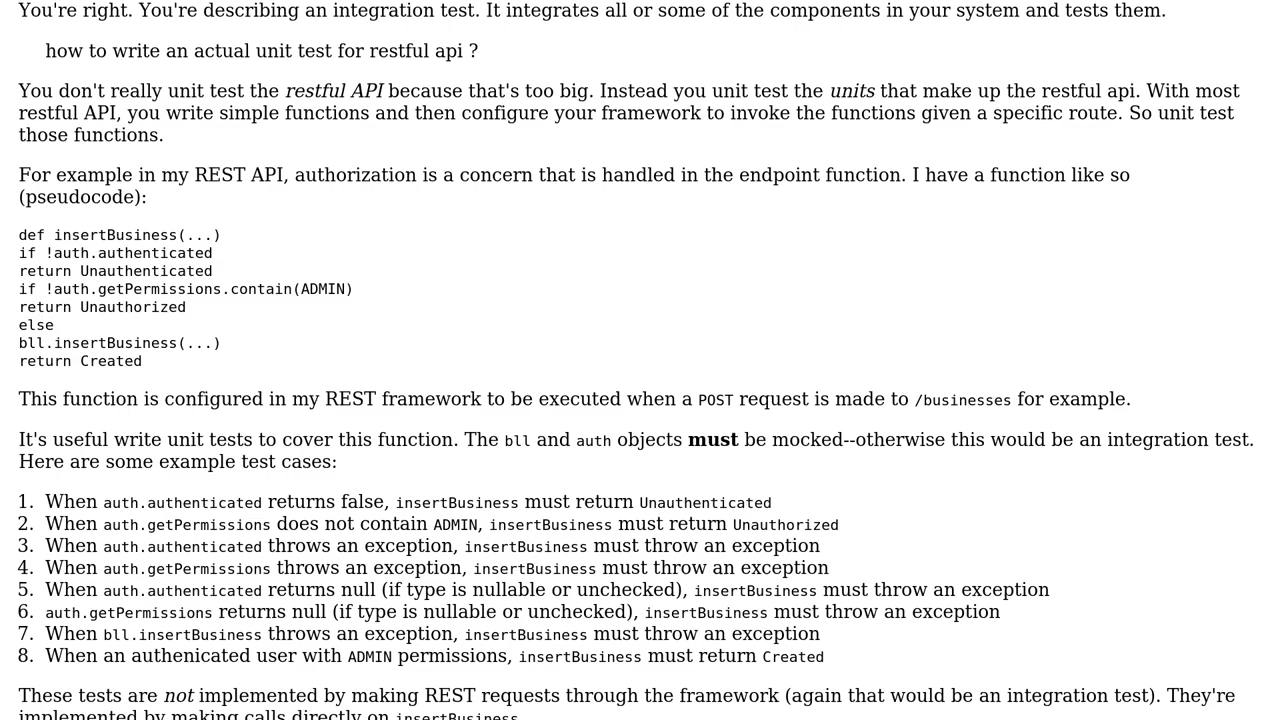 You're right. You're describing an integration test. It integrates all or some of the components in your system and tests them.
how to write an actual unit test for restful api ?
You don't really unit test the restful API because that's too big. Instead you unit test the units that make up the restful api. With most
restful API, you write simple functions and then configure your framework to invoke the functions given a specific route. So unit test
those functions.
For example in my REST API, authorization is a concern that is handled in the endpoint function. I have a function like so
(pseudocode):
def insertBusiness(...)
if !auth.authenticated
return Unauthenticated
if !auth.getPermissions.contain(ADMIN)
return Unauthorized
else
bll.insertBusiness(...)
return Created
This function is configured in my REST framework to be executed when a POST request is made to /businesses for example.
It's useful write unit tests to cover this function. The bll and auth objects must be mocked--otherwise this would be an integration test.
Here are some example test cases:
1. When auth.authenticated returns false, insertBusiness must return Unauthenticated
2. When auth.getPermissions does not contain ADMIN, insertBusiness must return Unauthorized
3. When auth.authenticated throws an exception, insertBusiness must throw an exception
4. When auth.getPermissions throws an exception, insertBusiness must throw an exception
5. When auth.authenticated returns null (if type is nullable or unchecked), insertBusiness must throw an exception
6. auth.getPermissions returns null (if type is nullable or unchecked), insertBusiness must throw an exception
7. When bll.insertBusiness throws an exception, insertBusiness must throw an exception
8. When an authenicated user with ADMIN permissions, insertBusiness must return Created
These tests are not implemented by making REST requests through the framework (again that would be an integration test). They're
implemented by making calls directly on insertBusiness.